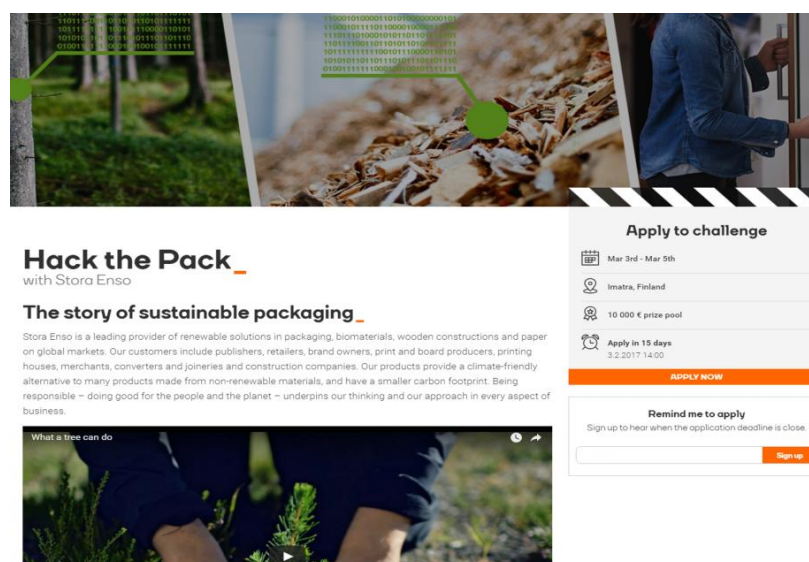 Hack the Pack_
with Stora Enso
The story of sustainable packaging_
Stora Enso is a leading provider of renewable solutions in packaging, biomaterials, wooden constructions and paper
on global markets. Our customers include publishers, retailers, brand owners, print and board producers, printing
houses, merchants, converters and joineries and construction companies. Our products provide a climate-friendly
alternative to many products made from non-renewable materials, and have a smaller carbon footprint. Being
responsible – doing good for the people and the planet – underpins our thinking and our approach in every aspect of
business.
What a tree can do
Apply to challenge
Mar 3rd - Mar 5th
Imatra, Finland
10 000 € prize pool
Apply in 15 days
3.2.2017 14:00
APPLY NOW
Remind me to apply
Sign up to hear when the application deadline is close.
Sign up